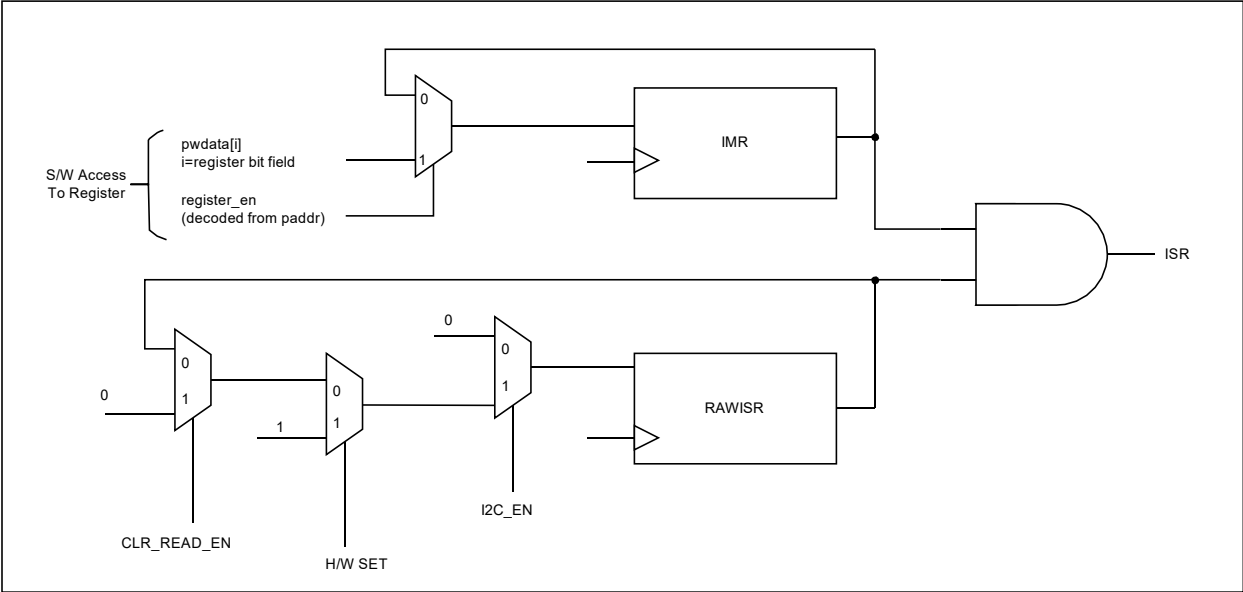 0
pwdata[i]
i=register bit field
1
S/W Access
To Register
register_en
(decoded from paddr)
IMR
ISR
0
0
0
0
0
1
1
1
1
RAWISR
I2C_EN
CLR_READ_EN
H/W SET